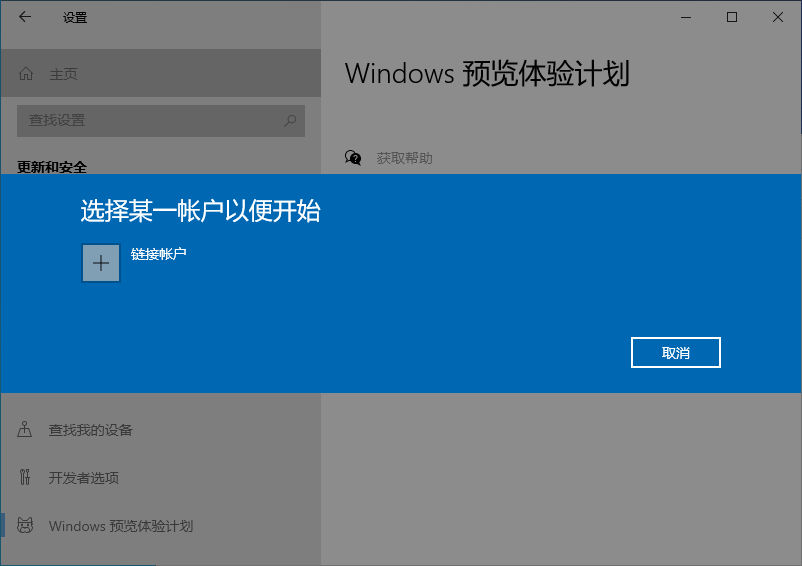 设置
主页
查找设置
更新和安全
Windows 预览体验计划
获取帮助
选择某一帐户以便开始
链接帐户
取消
查找我的设备
开发者选项
Windows 预览体验计划